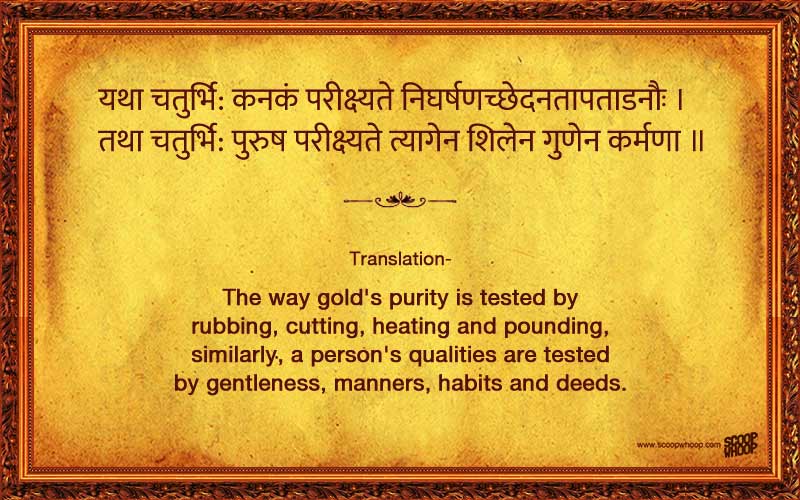 यथा चतुर्भि: कनकं परीक्ष्यते निघर्षणच्छेदनतापताडनौः ।
तथा चतुर्भि: पुरुष परीक्ष्यते त्यागेन शिलेन गुणेन कर्मणा ॥
Translation-
The way gold's purity is tested by
rubbing, cutting, heating and pounding,
similarly, a person's qualities are tested
by gentleness, manners, habits and deeds.
www.scoopwhoop.com SCOOP
WHOOP